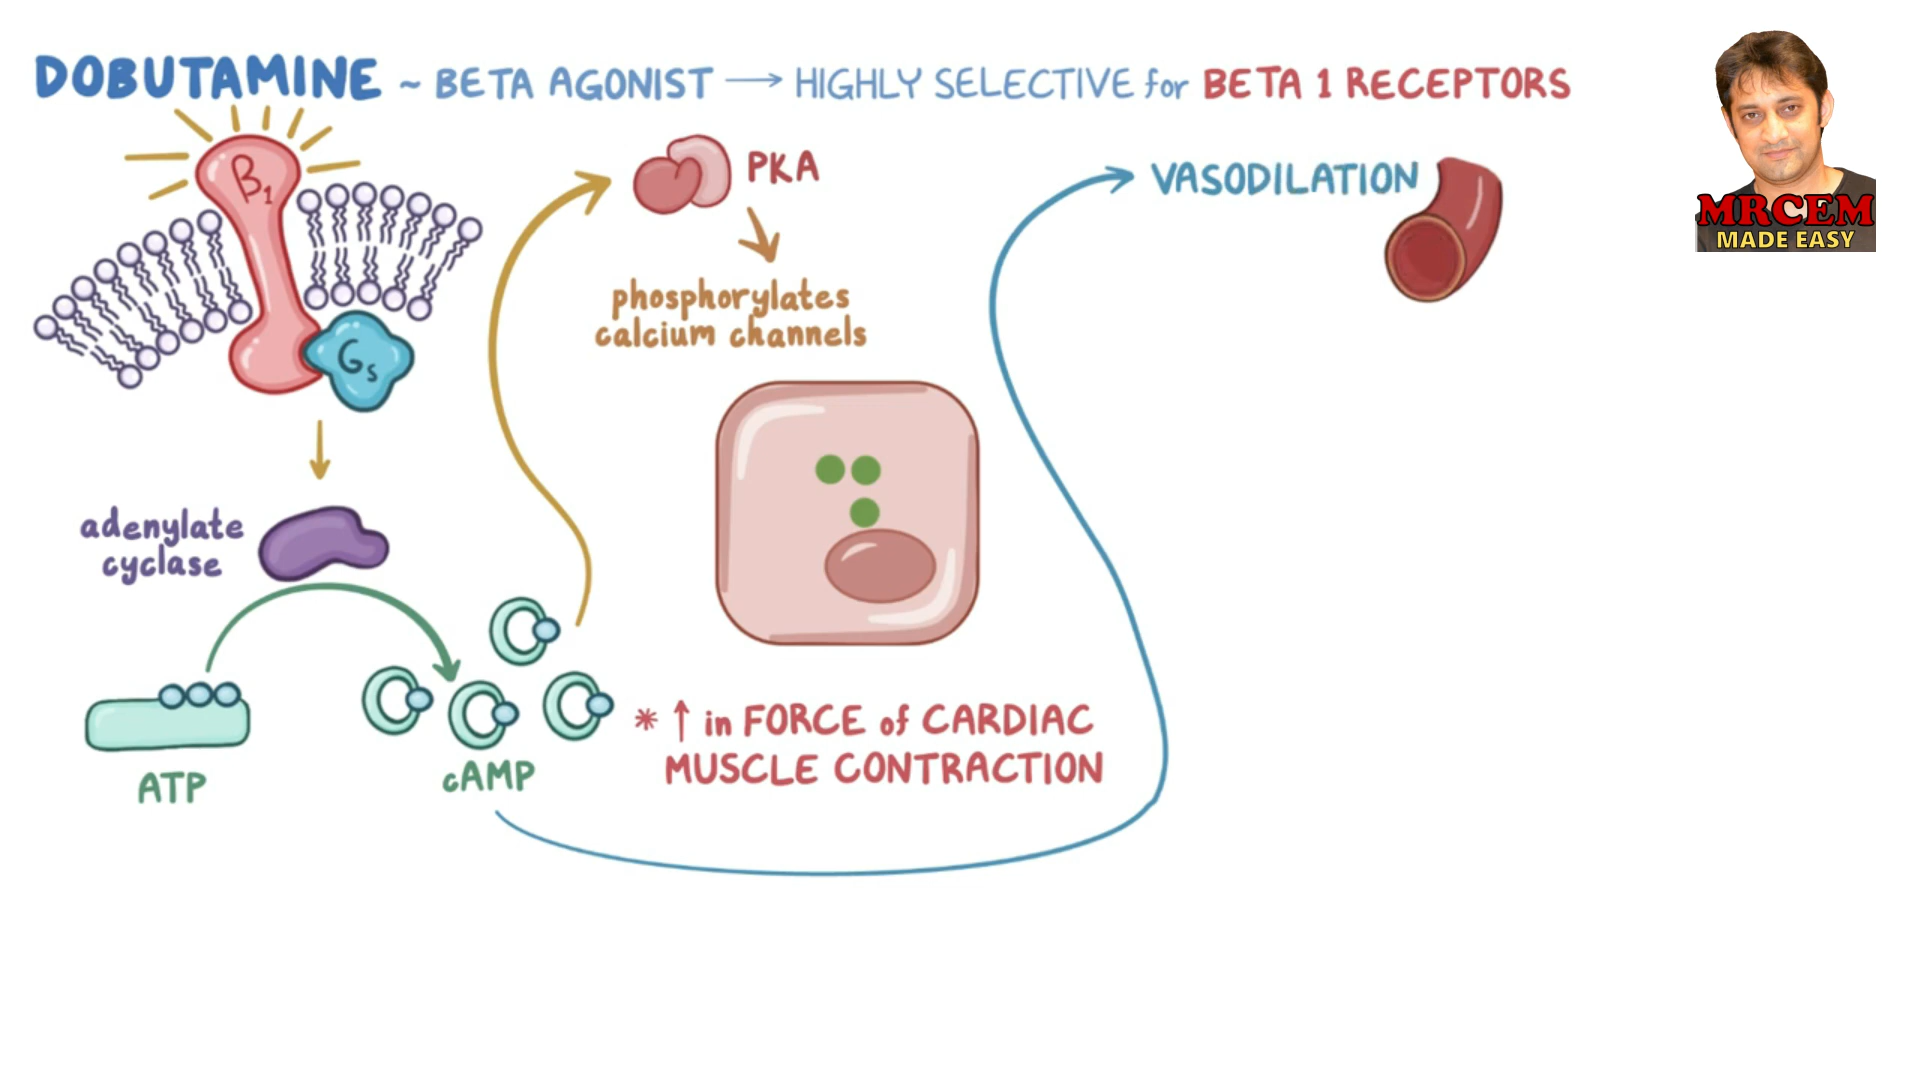 DOBUTAMINE ~ BETA AGONIST → HIGHLY SELECTIVE for BETA 1 RECEPTORS
β1
Gs
adenylate
cyclase
ATP
cAMP
PKA
phosphorylates
calcium channels
* ↑ in FORCE of CARDIAC
MUSCLE CONTRACTION
VASODILATION
MRCEM
MADE EASY